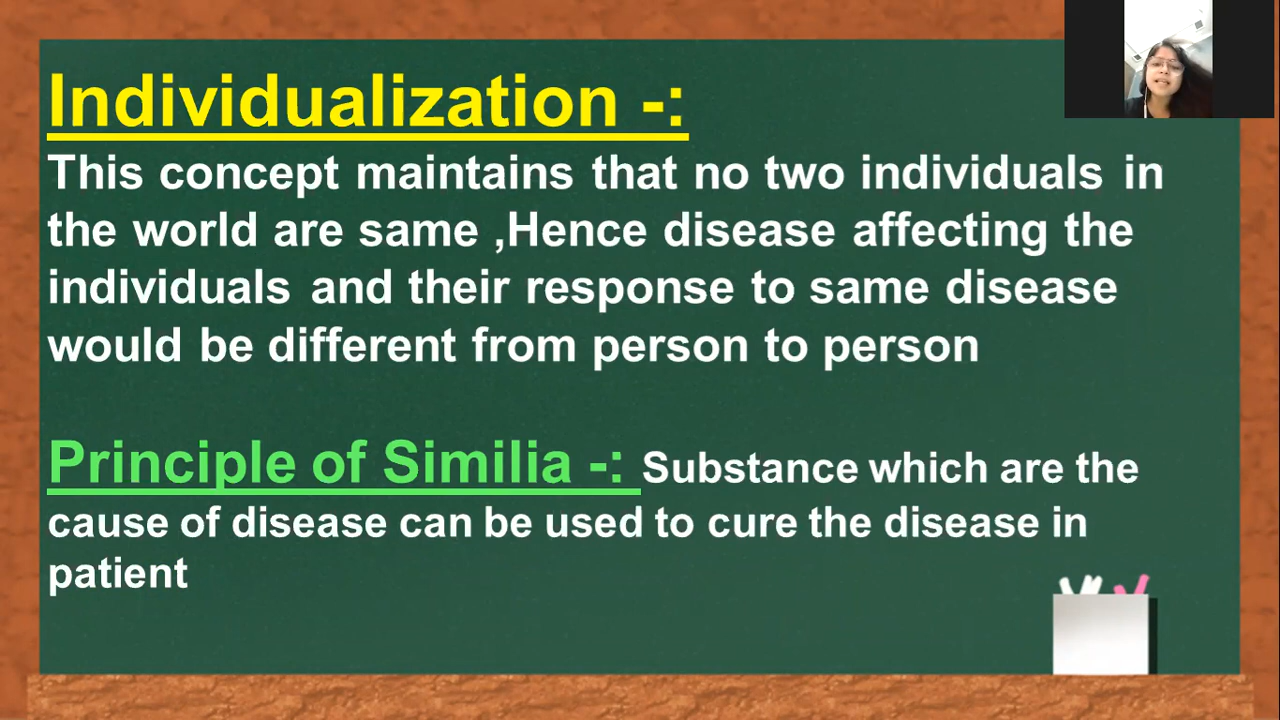 Individualization -:
This concept maintains that no two individuals in
the world are same ,Hence disease affecting the
individuals and their response to same disease
would be different from person to person
Principle of Similia -: Substance which are the
cause of disease can be used to cure the disease in
patient